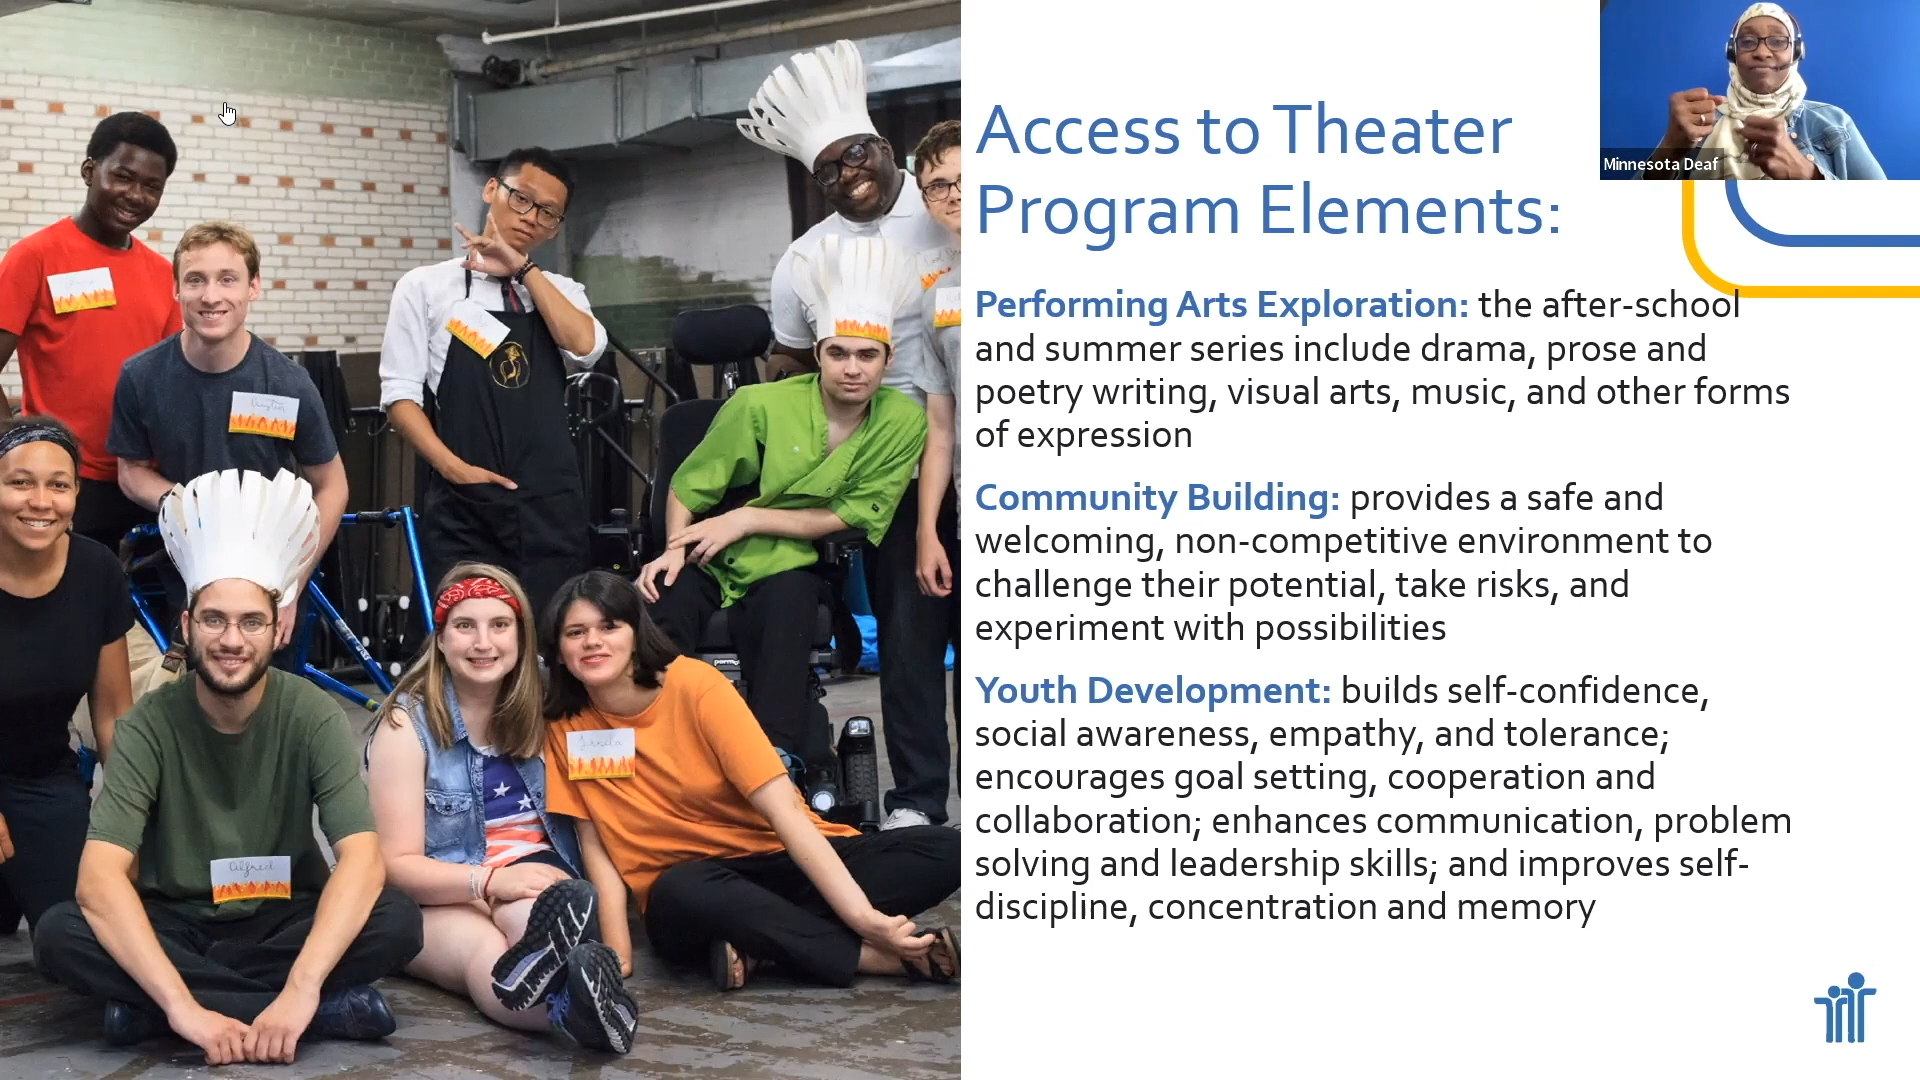 Access to Theater
Program Elements:
Minnesota Deaf
Performing Arts Exploration: the after-school
and summer series include drama, prose and
poetry writing, visual arts, music, and other forms
of expression
Community Building: provides a safe and
welcoming, non-competitive environment to
challenge their potential, take risks, and
experiment with possibilities
Youth Development: builds self-confidence,
social awareness, empathy, and tolerance;
encourages goal setting, cooperation and
collaboration; enhances communication, problem
solving and leadership skills; and improves self-
discipline, concentration and memory
Alfred